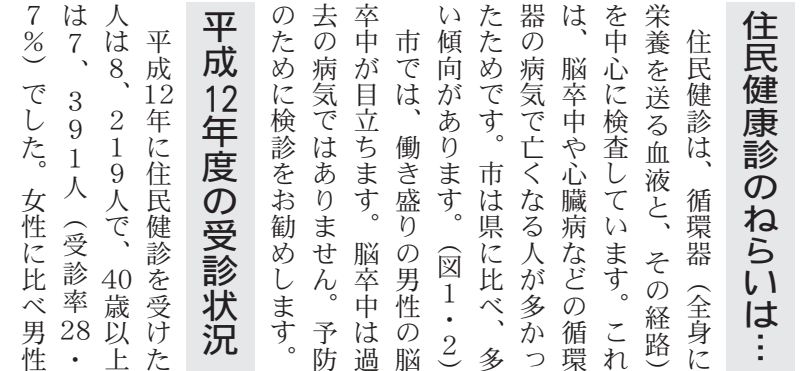 住民健康診のねらいは…
住民健診は、循環器（全身に
栄養を送る血液と、その経路）
を中心に検査しています。これ
は、脳卒中や心臓病などの循環
器の病気で亡くなる人が多かっ
たためです。市は県に比べ、多
い傾向があります。（図1・2）
市では、働き盛りの男性の脳
卒中が目立ちます。脳卒中は過
去の病気ではありません。予防
のために検診をお勧めします。
平成12年度の受診状況
平成12年に住民健診を受けた
人は8、219人で、40歳以上
は7、391人（受診率28・
7％）でした。女性に比べ男性